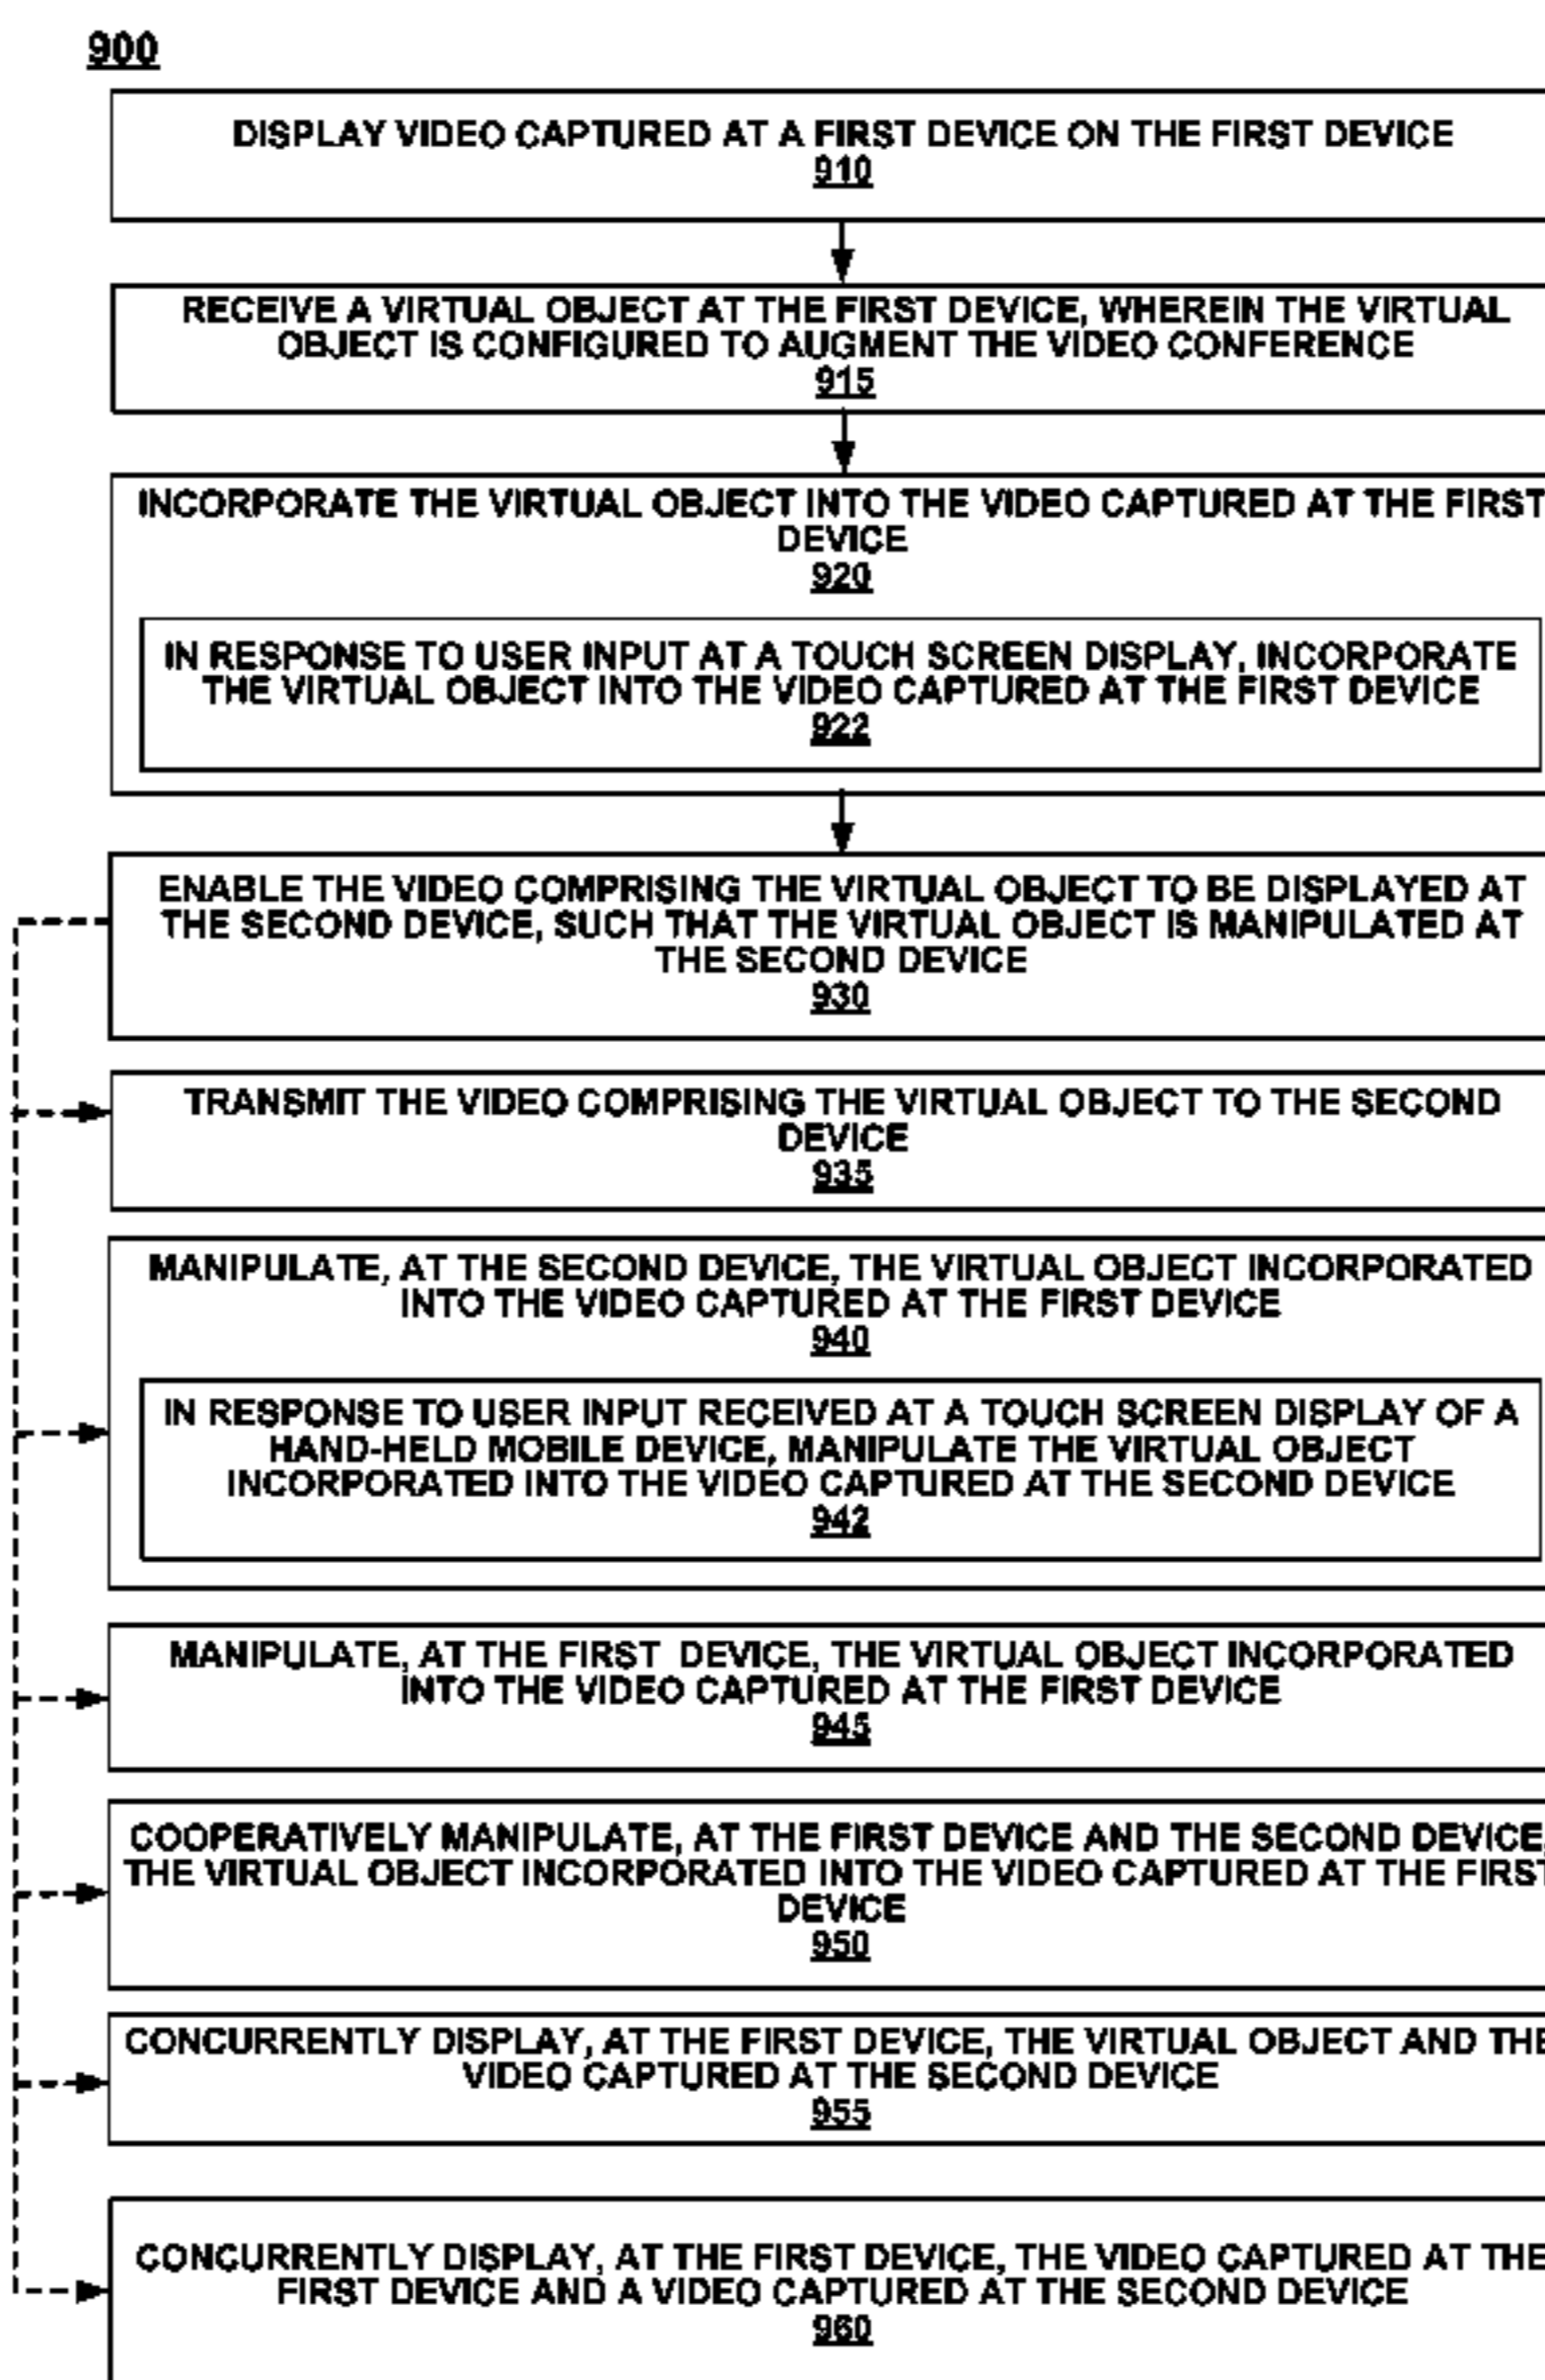 900
DISPLAY VIDEO CAPTURED AT A FIRST DEVICE ON THE FIRST DEVICE
910
RECEIVE A VIRTUAL OBJECT AT THE FIRST DEVICE, WHEREIN THE VIRTUAL
OBJECT IS CONFIGURED TO AUGMENT THE VIDEO CONFERENCE
915
INCORPORATE THE VIRTUAL OBJECT INTO THE VIDEO CAPTURED AT THE FIRST
DEVICE
920
IN RESPONSE TO USER INPUT AT A TOUCH SCREEN DISPLAY, INCORPORATE
THE VIRTUAL OBJECT INTO THE VIDEO CAPTURED AT THE FIRST DEVICE
922
ENABLE THE VIDEO COMPRISING THE VIRTUAL OBJECT TO BE DISPLAYED AT
THE SECOND DEVICE, SUCH THAT THE VIRTUAL OBJECT IS MANIPULATED AT
THE SECOND DEVICE
930
TRANSMIT THE VIDEO COMPRISING THE VIRTUAL OBJECT TO THE SECOND
DEVICE
935
MANIPULATE, AT THE SECOND DEVICE, THE VIRTUAL OBJECT INCORPORATED
INTO THE VIDEO CAPTURED AT THE FIRST DEVICE
940
IN RESPONSE TO USER INPUT RECEIVED AT A TOUCH SCREEN DISPLAY OF A
HAND-HELD MOBILE DEVICE, MANIPULATE THE VIRTUAL OBJECT
INCORPORATED INTO THE VIDEO CAPTURED AT THE SECOND DEVICE
942
MANIPULATE, AT THE FIRST DEVICE, THE VIRTUAL OBJECT INCORPORATED
INTO THE VIDEO CAPTURED AT THE FIRST DEVICE
945
COOPERATIVELY MANIPULATE, AT THE FIRST DEVICE AND THE SECOND DEVICE,
THE VIRTUAL OBJECT INCORPORATED INTO THE VIDEO CAPTURED AT THE FIRST
DEVICE
950
CONCURRENTLY DISPLAY, AT THE FIRST DEVICE, THE VIRTUAL OBJECT AND THE
VIDEO CAPTURED AT THE SECOND DEVICE
955
CONCURRENTLY DISPLAY, AT THE FIRST DEVICE, THE VIDEO CAPTURED AT THE
FIRST DEVICE AND A VIDEO CAPTURED AT THE SECOND DEVICE
960